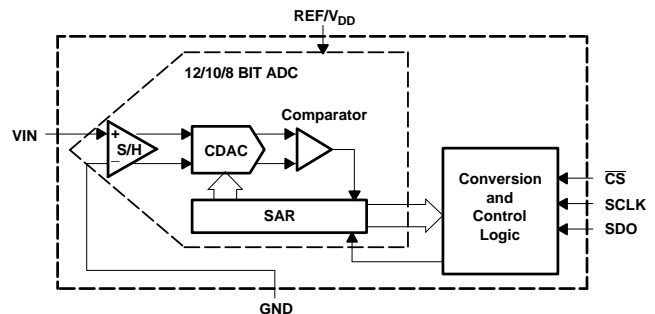 REF/VDD
12/10/8 BIT ADC
Comparator
VIN
+
S/H
−
CDAC
SAR
Conversion
and
Control
Logic
CS
SCLK
SDO
GND